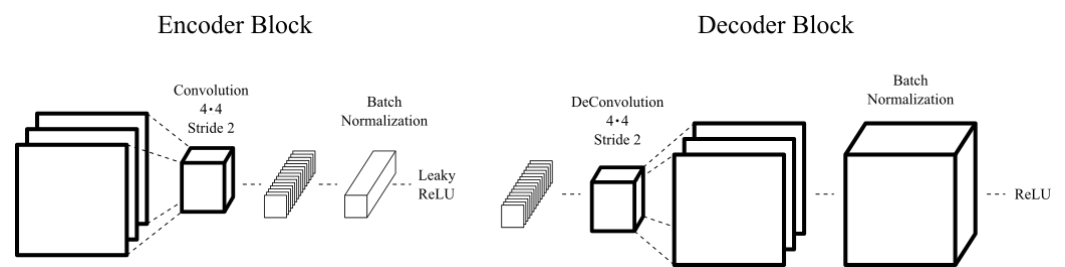 Encoder Block
Convolution
4·4
Stride 2
Batch
Normalization
Leaky
ReLU
Decoder Block
DeConvolution
4·4
Stride 2
Batch
Normalization
ReLU